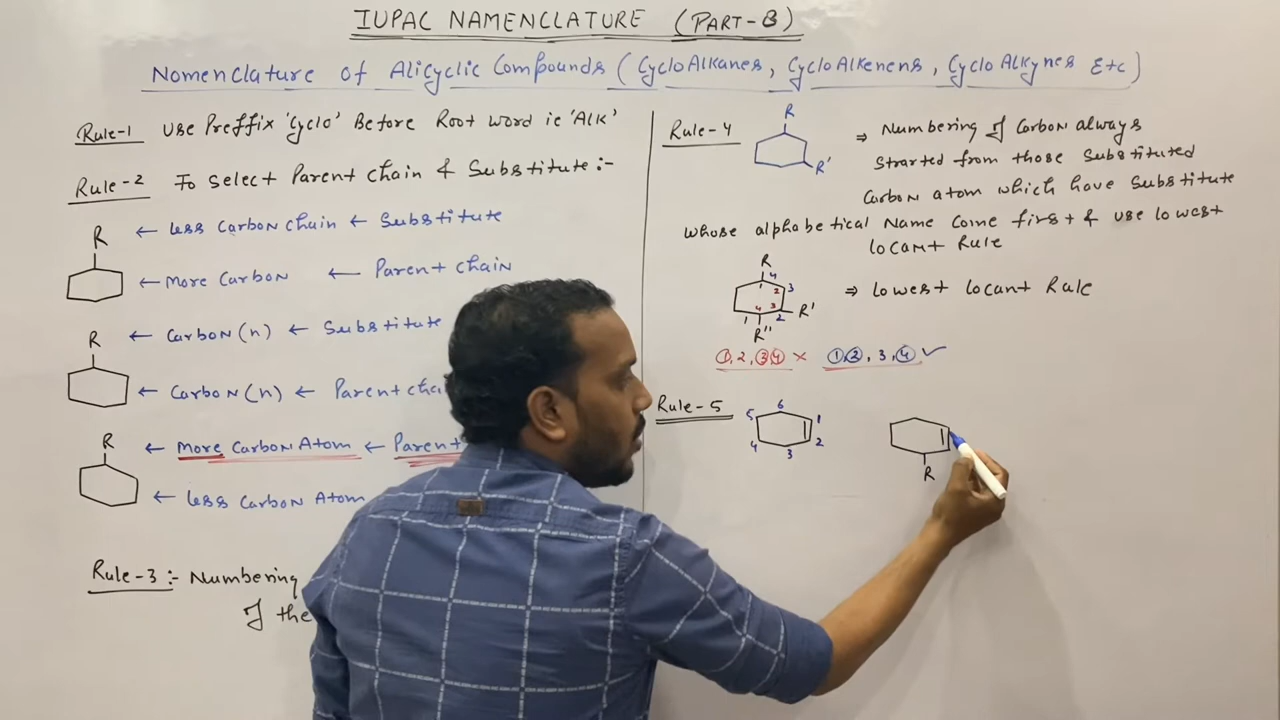 IUPAC NOMENCLATURE (PART-B)
Nomenclature of Alicyclic Compounds (CycloAlkanes, CycloAlkenens, CycloAlkynes Etc)
Rule-1 Use Preffix 'Cyclo' Before Root word ie 'Alk'
Rule-2 To Select Parent Chain & Substitute:-
R ← less Carbon chain ← Substitute
← More Carbon ← Parent chain
R ← Carbon(n) ← Substitute
← Carbon(n) ← Parent cha
R ← More Carbon Atom ← Parent
← less Carbon Atom
Rule-3 :- Numbering
of the
Rule-4 R R' ⇒ Numbering of Carbon always
Strarted from those Substituted
Carbon atom which have Substitute
whose alphabetical Name Come first & use lowest
locant Rule
R
4
1 2 3
4 3 R' ⇒ Lowest locant Rule
1 2
R''
1,2,3 4 × 1 2, 3, 4 ✓
Rule-5 6
5 1
4 2
3
R